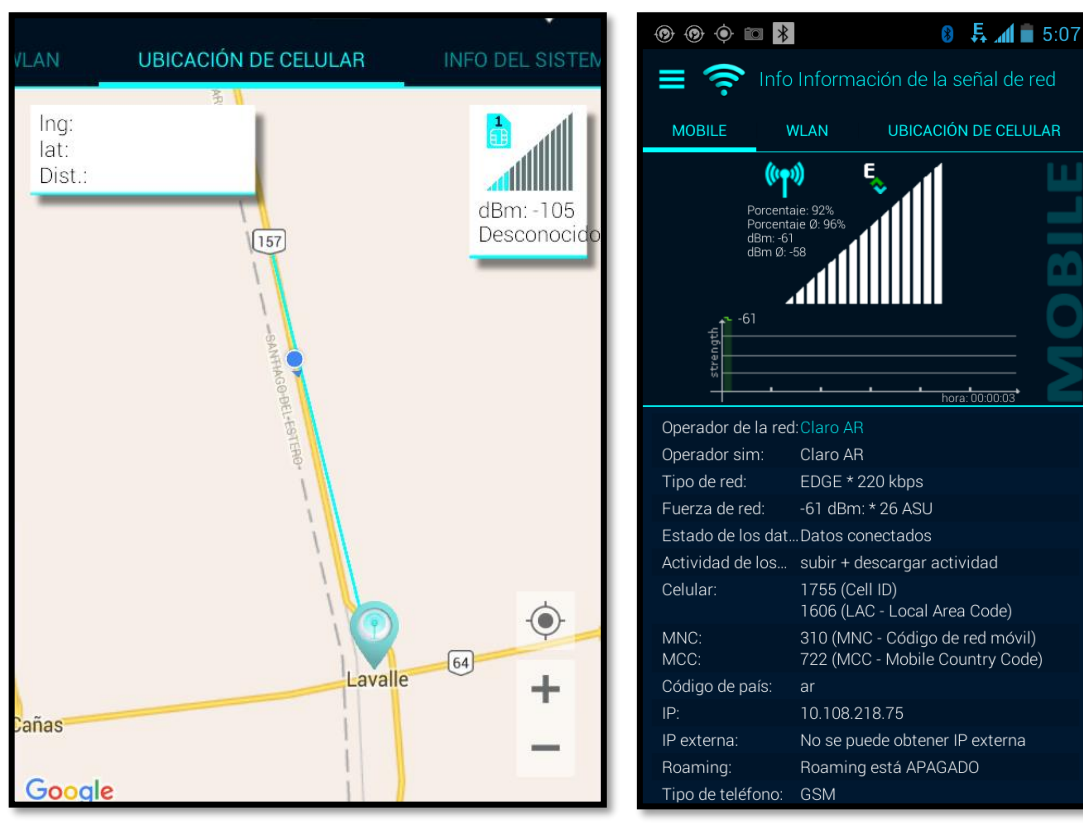 WLAN UBICACIÓN DE CELULAR INFO DEL SISTEM
lng:
lat:
Dist.:
1
dBm: -105
Desconocido
157
SANTIAGO DEL ESTERO
64
Lavalle
Cañas
Google
E 5:07
Info Información de la señal de red
MOBILE WLAN UBICACIÓN DE CELULAR
E
Porcentaie: 92%
Porcentaie Ø: 96%
dBm: -61
dBm Ø: -58
MOBILE
-61
strength
hora: 00:00:03
Operador de la red: Claro AR
Operador sim: Claro AR
Tipo de red: EDGE * 220 kbps
Fuerza de red: -61 dBm: * 26 ASU
Estado de los dat... Datos conectados
Actividad de los... subir + descargar actividad
Celular: 1755 (Cell ID)
1606 (LAC - Local Area Code)
MNC: 310 (MNC - Código de red móvil)
MCC: 722 (MCC - Mobile Country Code)
Código de país: ar
IP: 10.108.218.75
IP externa: No se puede obtener IP externa
Roaming: Roaming está APAGADO
Tipo de teléfono: GSM